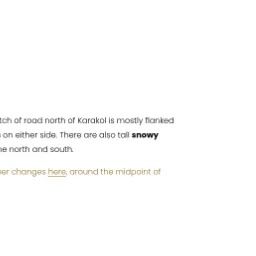 tch of road north of Karakol is mostly flanked
on either side. There are also tall snowy
he north and south.
er changes here, around the midpoint of